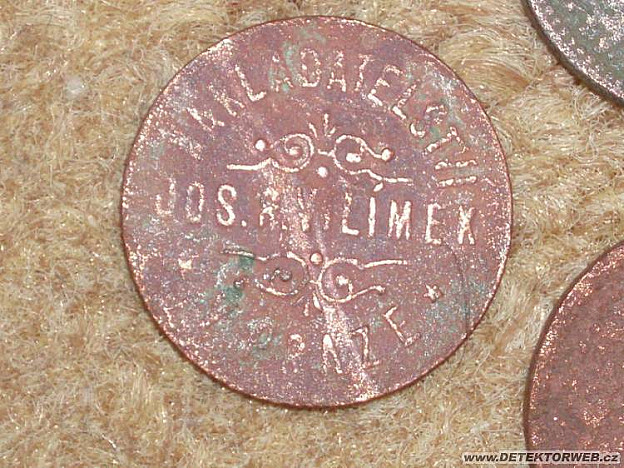 NAKLADATELSTVÍ
JOS. R. VILÍMEK
PRAZE
WWW.DETEKTORWEB.CZ